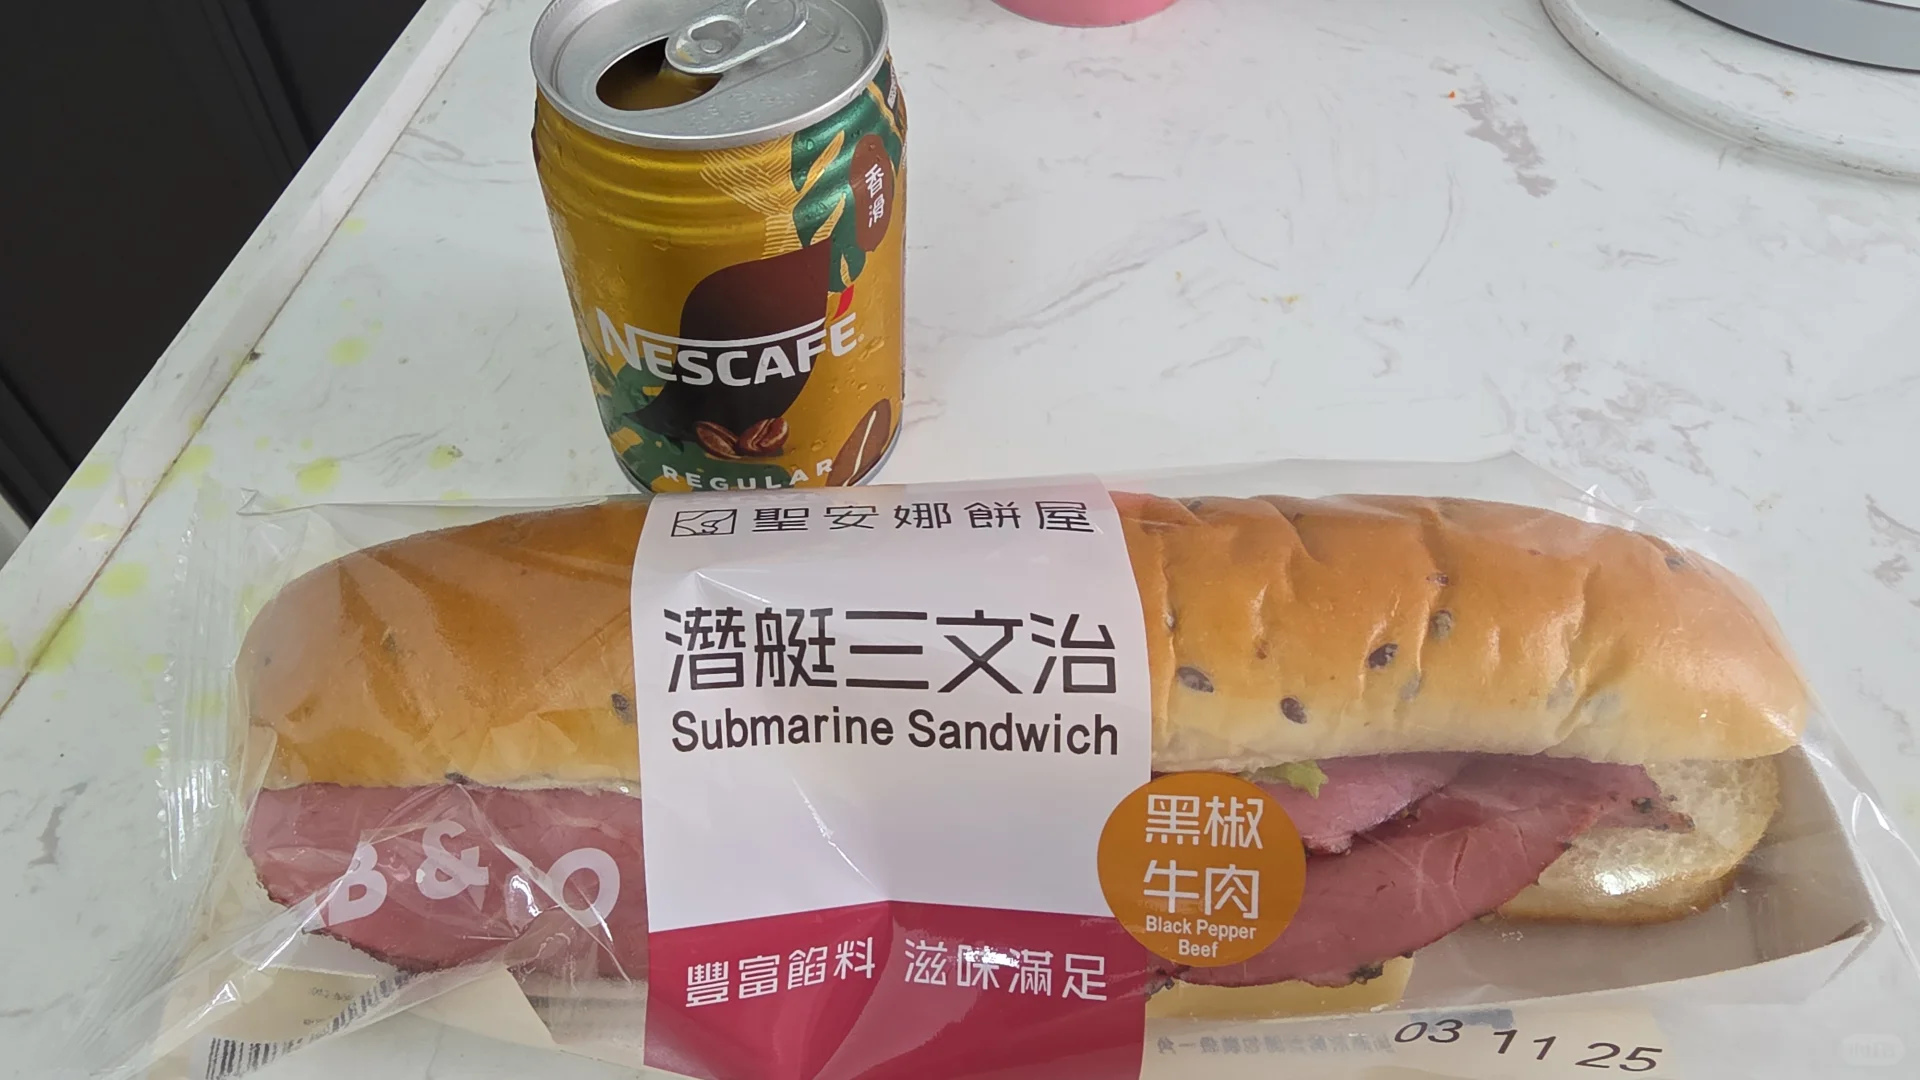 香滑
NESCAFÉ.
REGULAR
聖安娜餅屋
潛艇三文治
Submarine Sandwich
B & O
黑椒
牛肉
Black Pepper
Beef
豐富餡料 滋味滿足
03 11 25